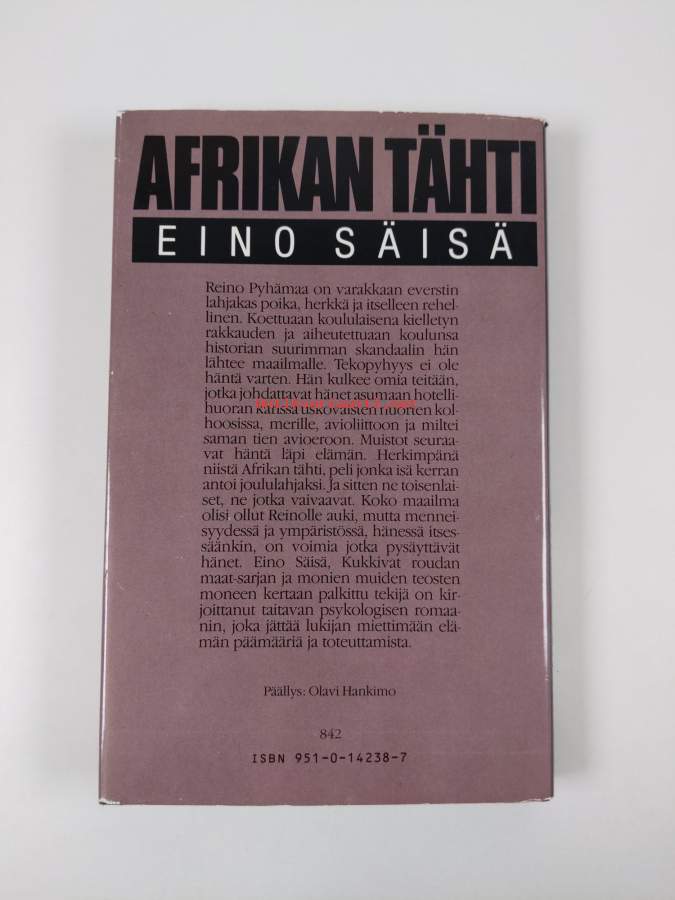 AFRIKAN TÄHTI
EINO SÄISÄ
Reino Pyhämaa on varakkaan everstin
lahjakas poika, herkkä ja itselleen rehel-
linen. Koettuaan koululaisena kielletyn
rakkauden ja aiheutettuaan koulunsa
historian suurimman skandaalin hän
lähtee maailmalle. Tekopyhyys ei ole
häntä varten. Hän kulkee omia teitään,
jotka johdattavat hänet asumaan hotelli-
huoran kanssa uskovaisten nuorten kol-
hoosissa, merille, avioliittoon ja miltei
saman tien avioeroon. Muistot seuraa-
vat häntä läpi elämän. Herkimpänä
niistä Afrikan tähti, peli jonka isä kerran
antoi joululahjaksi. Ja sitten ne toisenlai-
set, ne jotka vaivaavat. Koko maailma
olisi ollut Reinolle auki, mutta mennei-
syydessä ja ympäristössä, hänessä itses-
säänkin, on voimia jotka pysäyttävät
hänet. Eino Säisä, Kukkivat roudan
maat-sarjan ja monien muiden teosten
moneen kertaan palkittu tekijä on kir-
joittanut taitavan psykologisen romaa-
nin, joka jättää lukijan miettimään elä-
män päämääriä ja toteuttamista.
Päällys: Olavi Hankimo
842
ISBN 951-0-14238-7